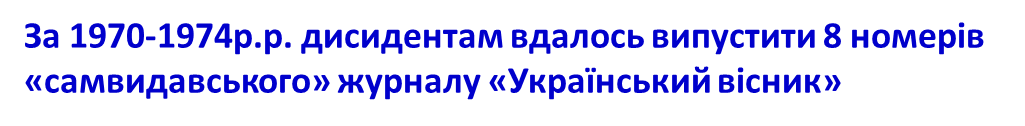 За 1970-1974р.р. дисидентам вдалось випустити 8 номерів
«самвидавського» журналу «Український вісник»